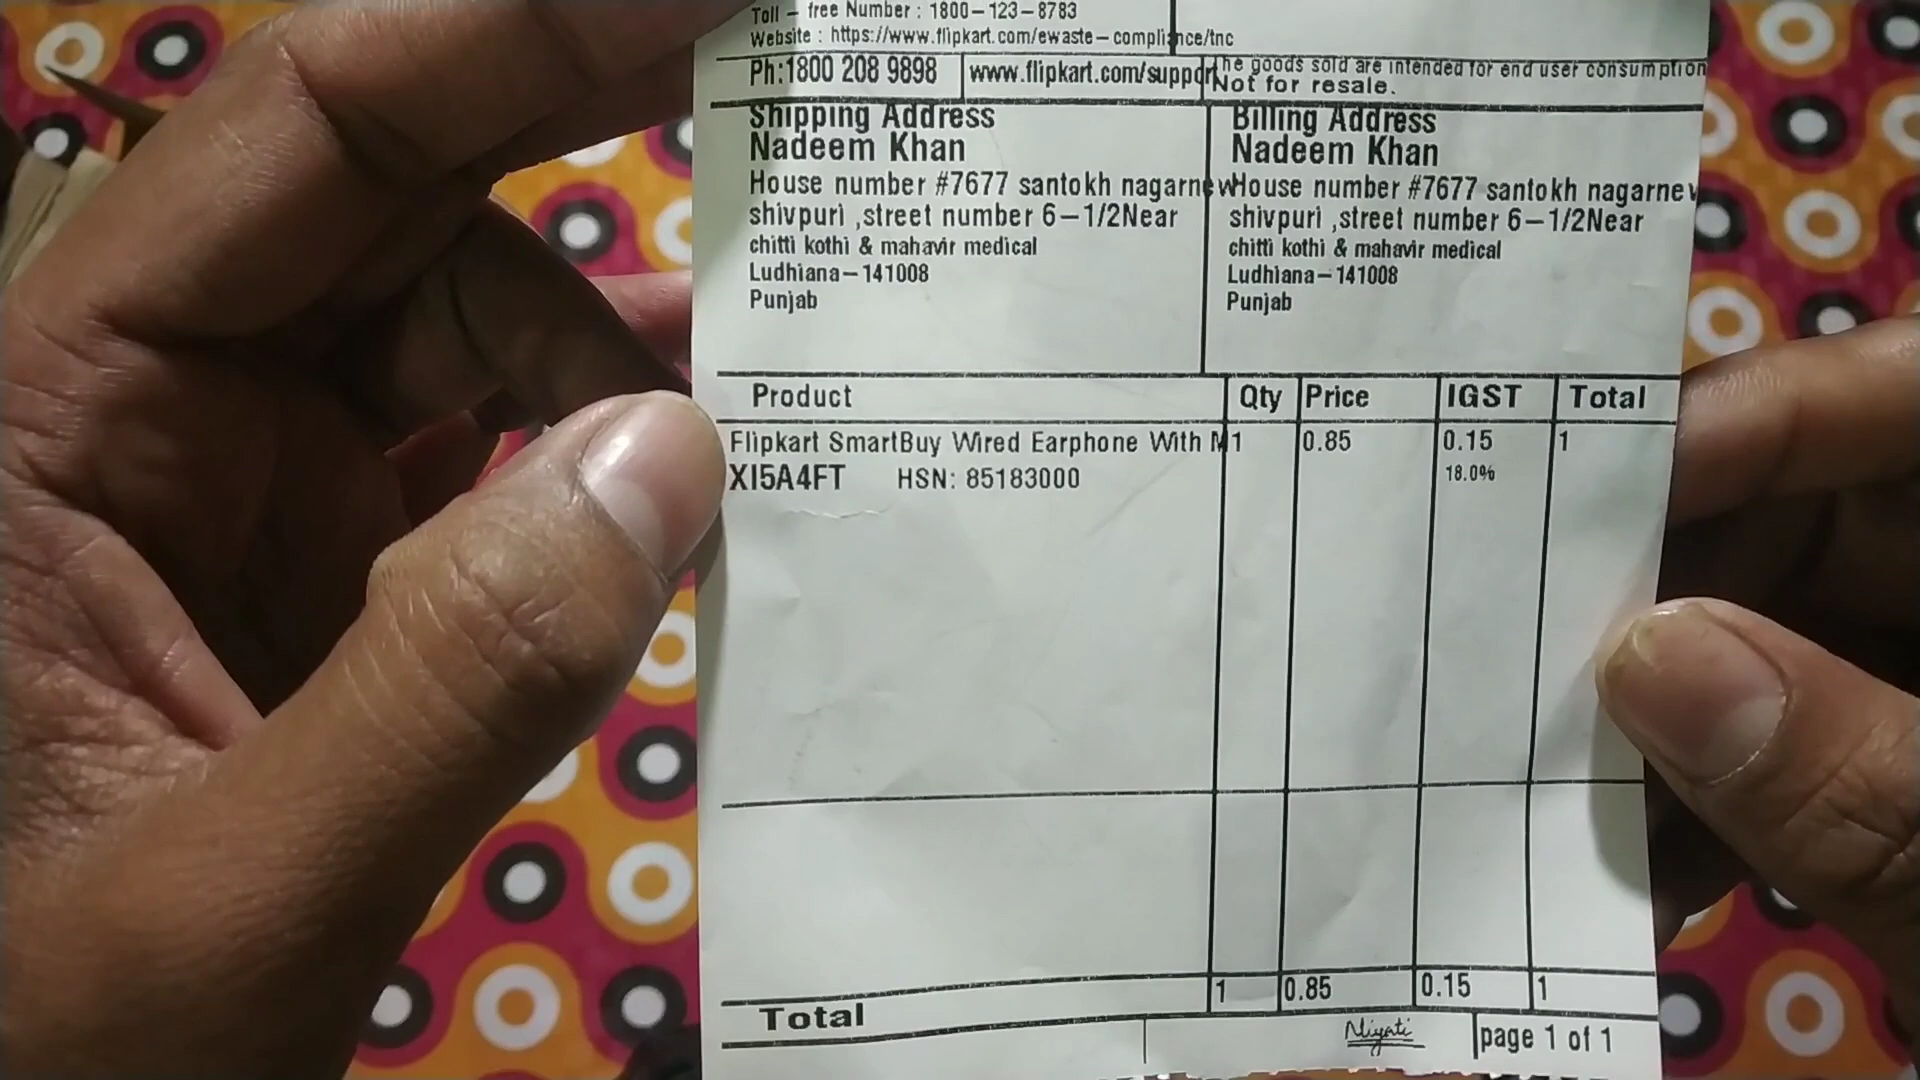 Toll – free Number : 1800–123–8783
Website : https://www.flipkart.com/ewaste–compliance/tnc
Ph:1800 208 9898 www.flipkart.com/support
The goods sold are intended for end user consumption
Not for resale.
Shipping Address
Nadeem Khan
House number #7677 santokh nagarnew
shivpuri ,street number 6–1/2Near
chitti kothi & mahavir medical
Ludhiana–141008
Punjab
Billing Address
Nadeem Khan
House number #7677 santokh nagarnew
shivpuri ,street number 6–1/2Near
chitti kothi & mahavir medical
Ludhiana–141008
Punjab
Product Qty Price IGST Total
Flipkart SmartBuy Wired Earphone With M 1 0.85 0.15 1
XI5A4FT HSN: 85183000 18.0%
Total 1 0.85 0.15 1
Niyati page 1 of 1